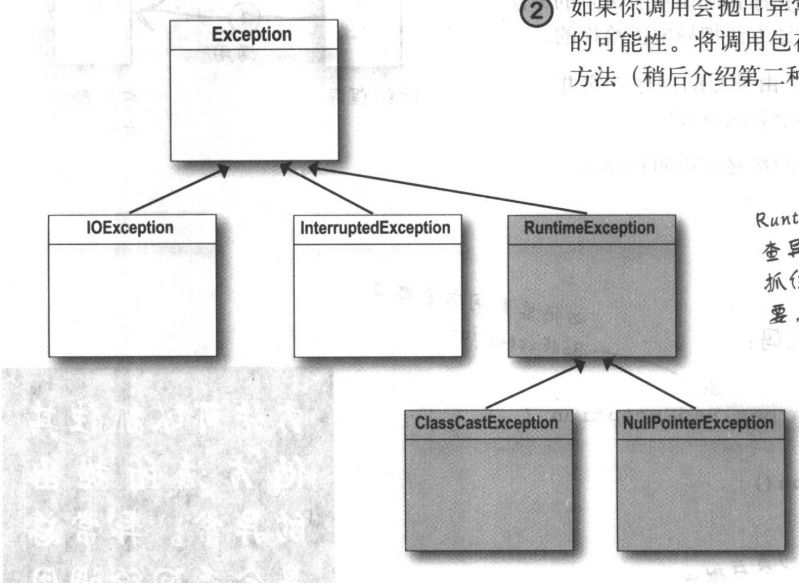 ② 如果你调用会抛出异常
的可能性。将调用包在
方法（稍后介绍第二种
Exception
IOException
InterruptedException
RuntimeException
Runt
查异
抓住
要，
ClassCastException
NullPointerException